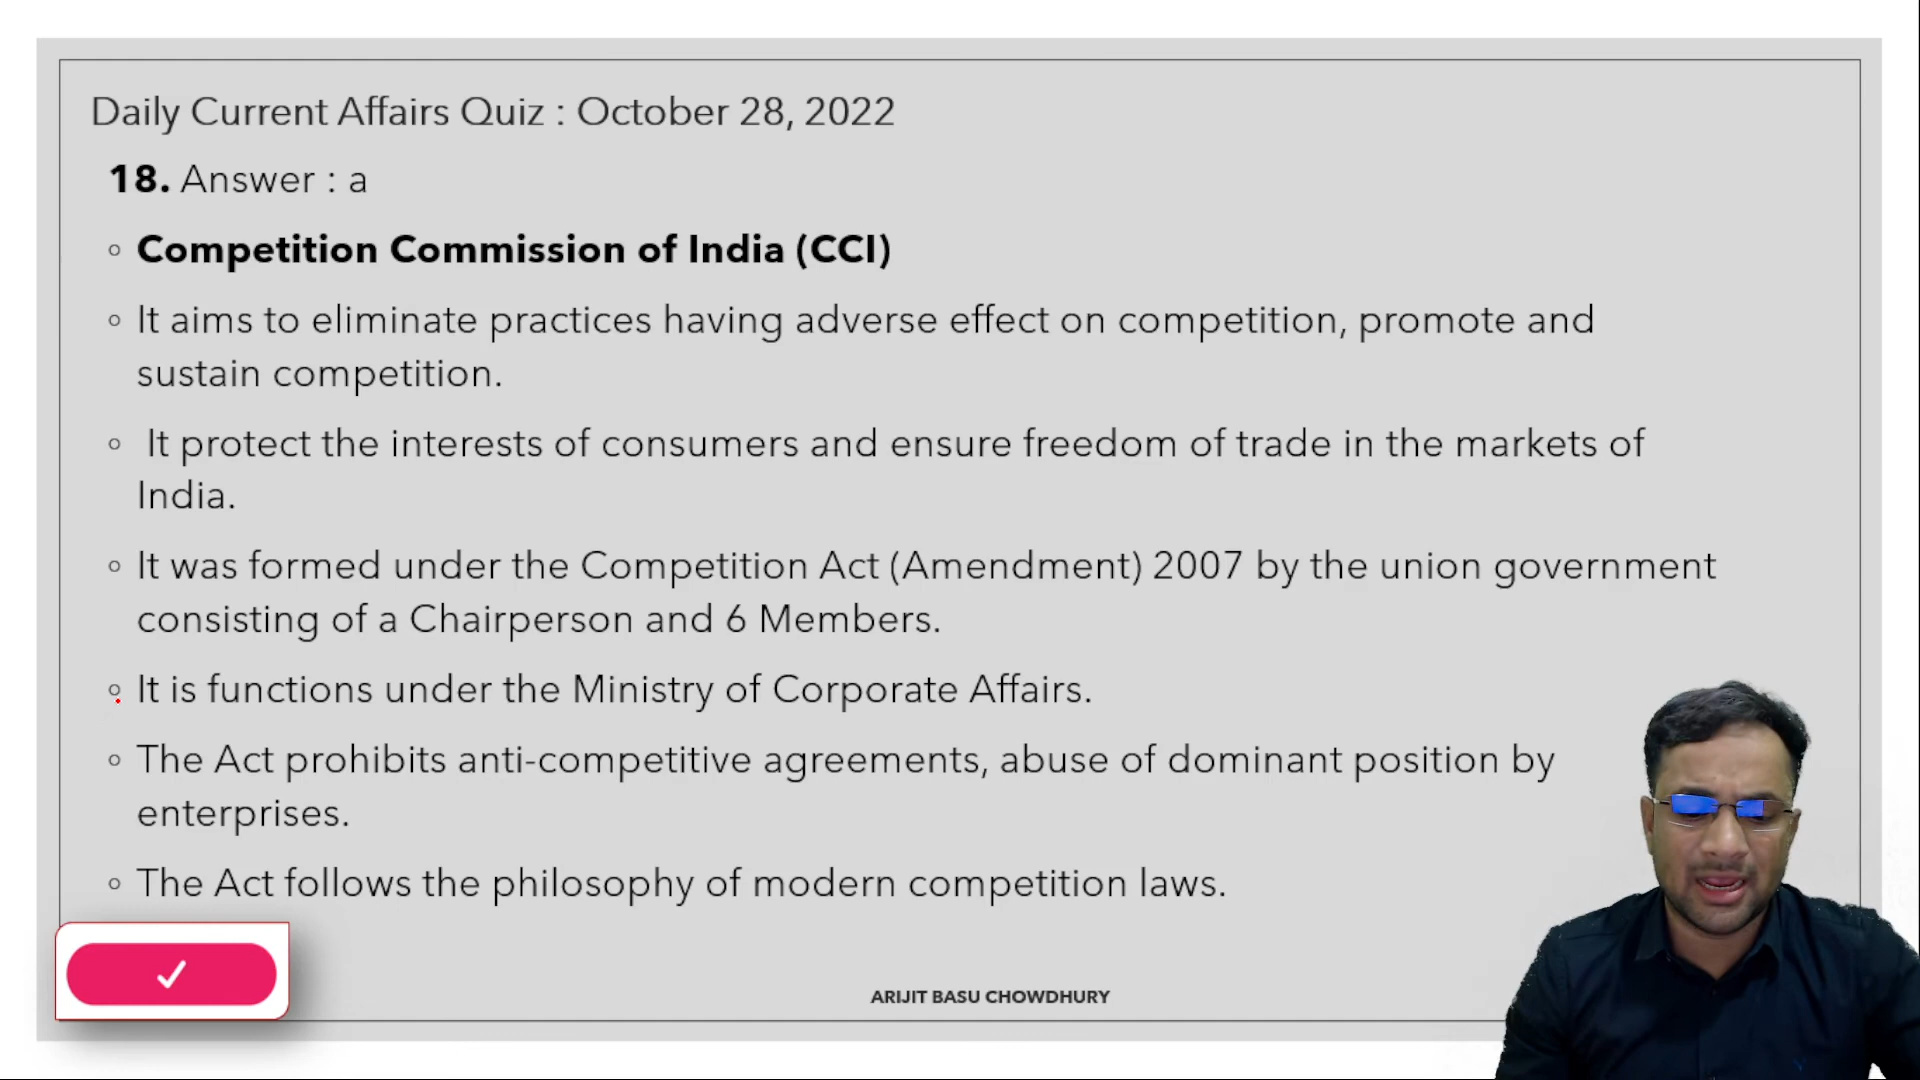 Daily Current Affairs Quiz : October 28, 2022
18. Answer : a
Competition Commission of India (CCI)
It aims to eliminate practices having adverse effect on competition, promote and
sustain competition.
It protect the interests of consumers and ensure freedom of trade in the markets of
India.
It was formed under the Competition Act (Amendment) 2007 by the union government
consisting of a Chairperson and 6 Members.
It is functions under the Ministry of Corporate Affairs.
The Act prohibits anti-competitive agreements, abuse of dominant position by
enterprises.
The Act follows the philosophy of modern competition laws.
ARIJIT BASU CHOWDHURY